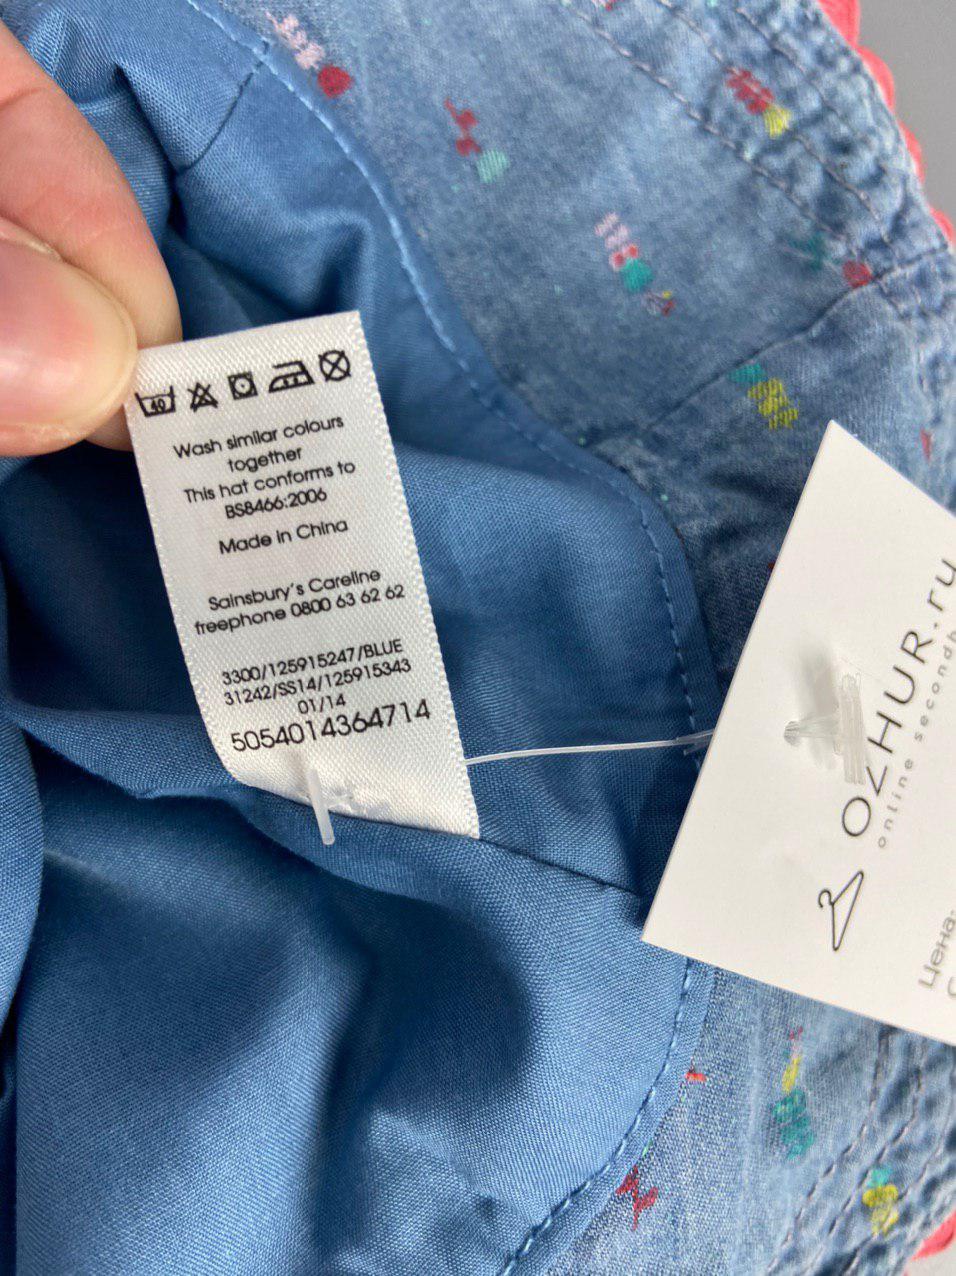 40
Wash similar colours
together
This hat conforms to
BS8466:2006
Made in China
Sainsbury's Careline
freephone 0800 63 62 62
3300/125915247/BLUE
31242/SS14/125915343
01/14
5054014364714
OZHUR.ru
online
Цена: